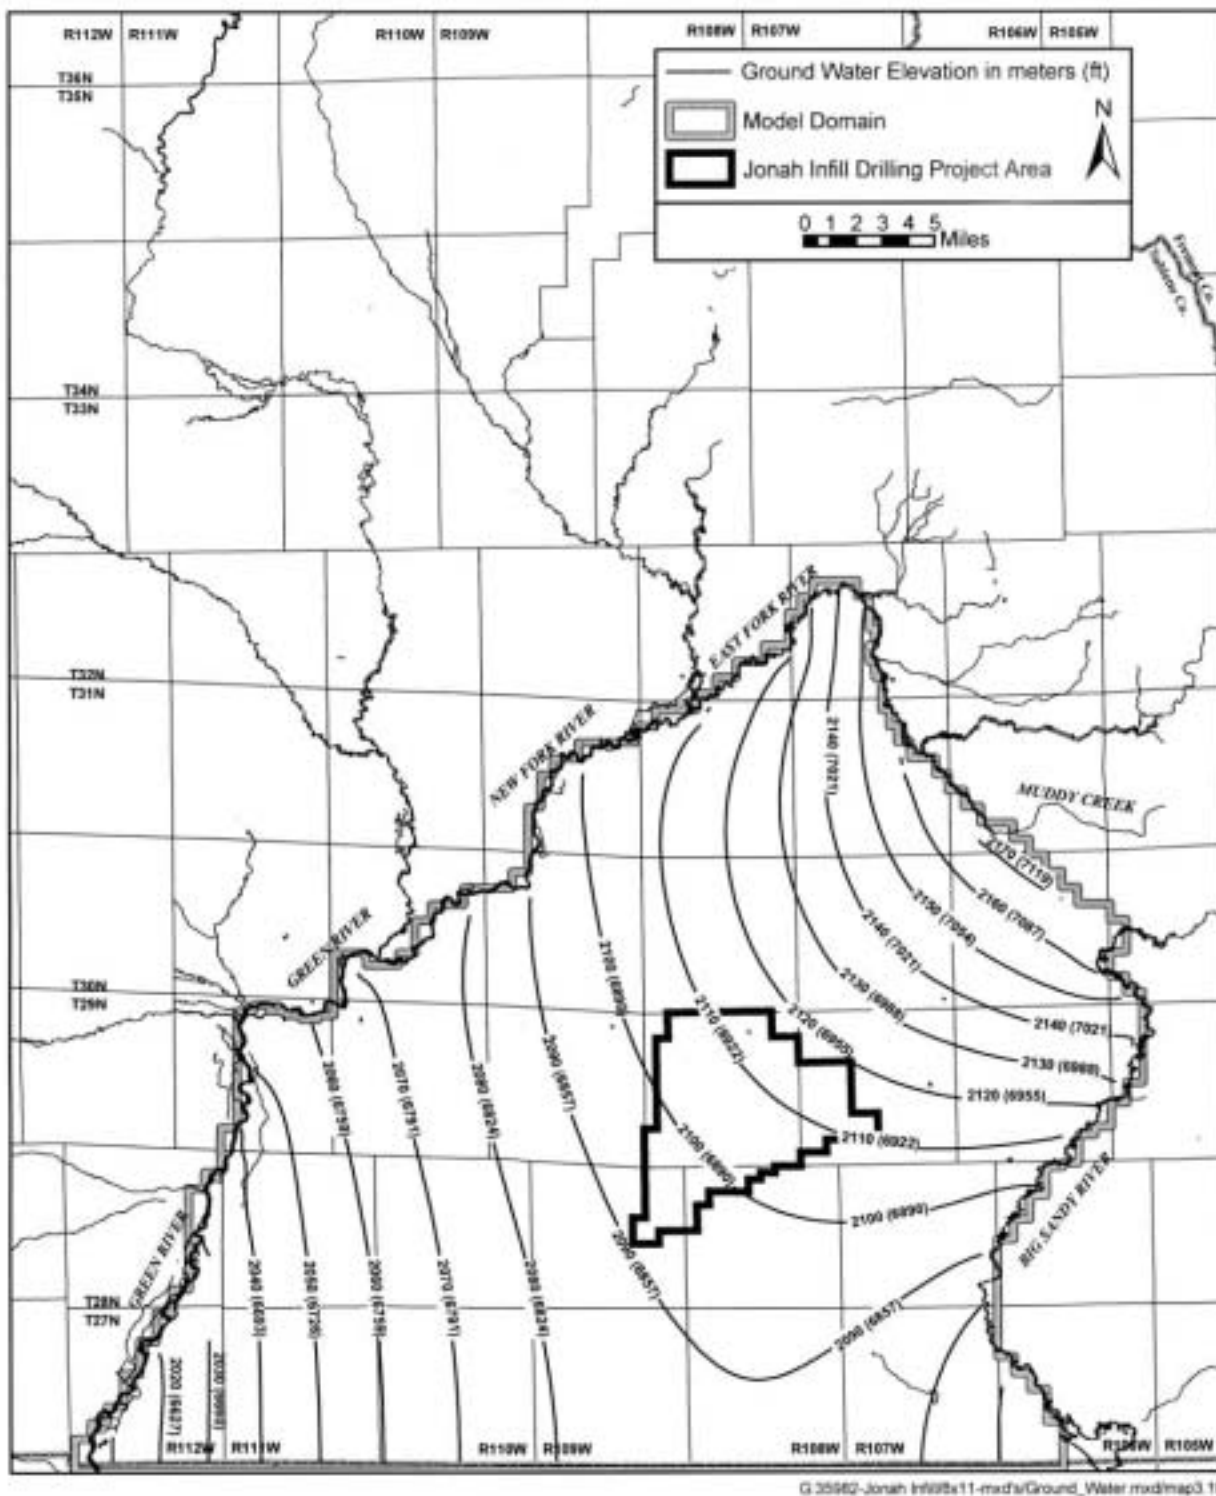 R112W R111W
R110W R109W
R108W R107W
R106W R105W
T36N
T35N
Ground Water Elevation in meters (ft)
Model Domain
Jonah Infill Drilling Project Area
N
0 1 2 3 4 5
Miles
Fremont Co.
Sublette Co.
T34N
T33N
EAST FORK RIVER
T32N
T31N
NEW FORK RIVER
2140 (7021)
MUDDY CREEK
2170 (7119)
2160 (7087)
2150 (7054)
2140 (7021)
GREEN RIVER
2100 (6890)
2130 (6988)
T30N
T29N
2110 (6922)
2120 (6955)
2140 (7021
2130 (6988)
2060 (6759)
2070 (6791)
2080 (6824)
2090 (6857)
2120 (6955)
2100 (6890)
2110 (6922)
2100 (6890)
BIG SANDY RIVER
GREEN RIVER
2040 (6693)
2050 (6726)
2060 (6759)
2070 (6791)
2080 (6824)
2090 (6857)
T28N
T27N
2090 (6857)
2020 (6627)
R112W R111W
R110W R109W
R108W R107W
R105W